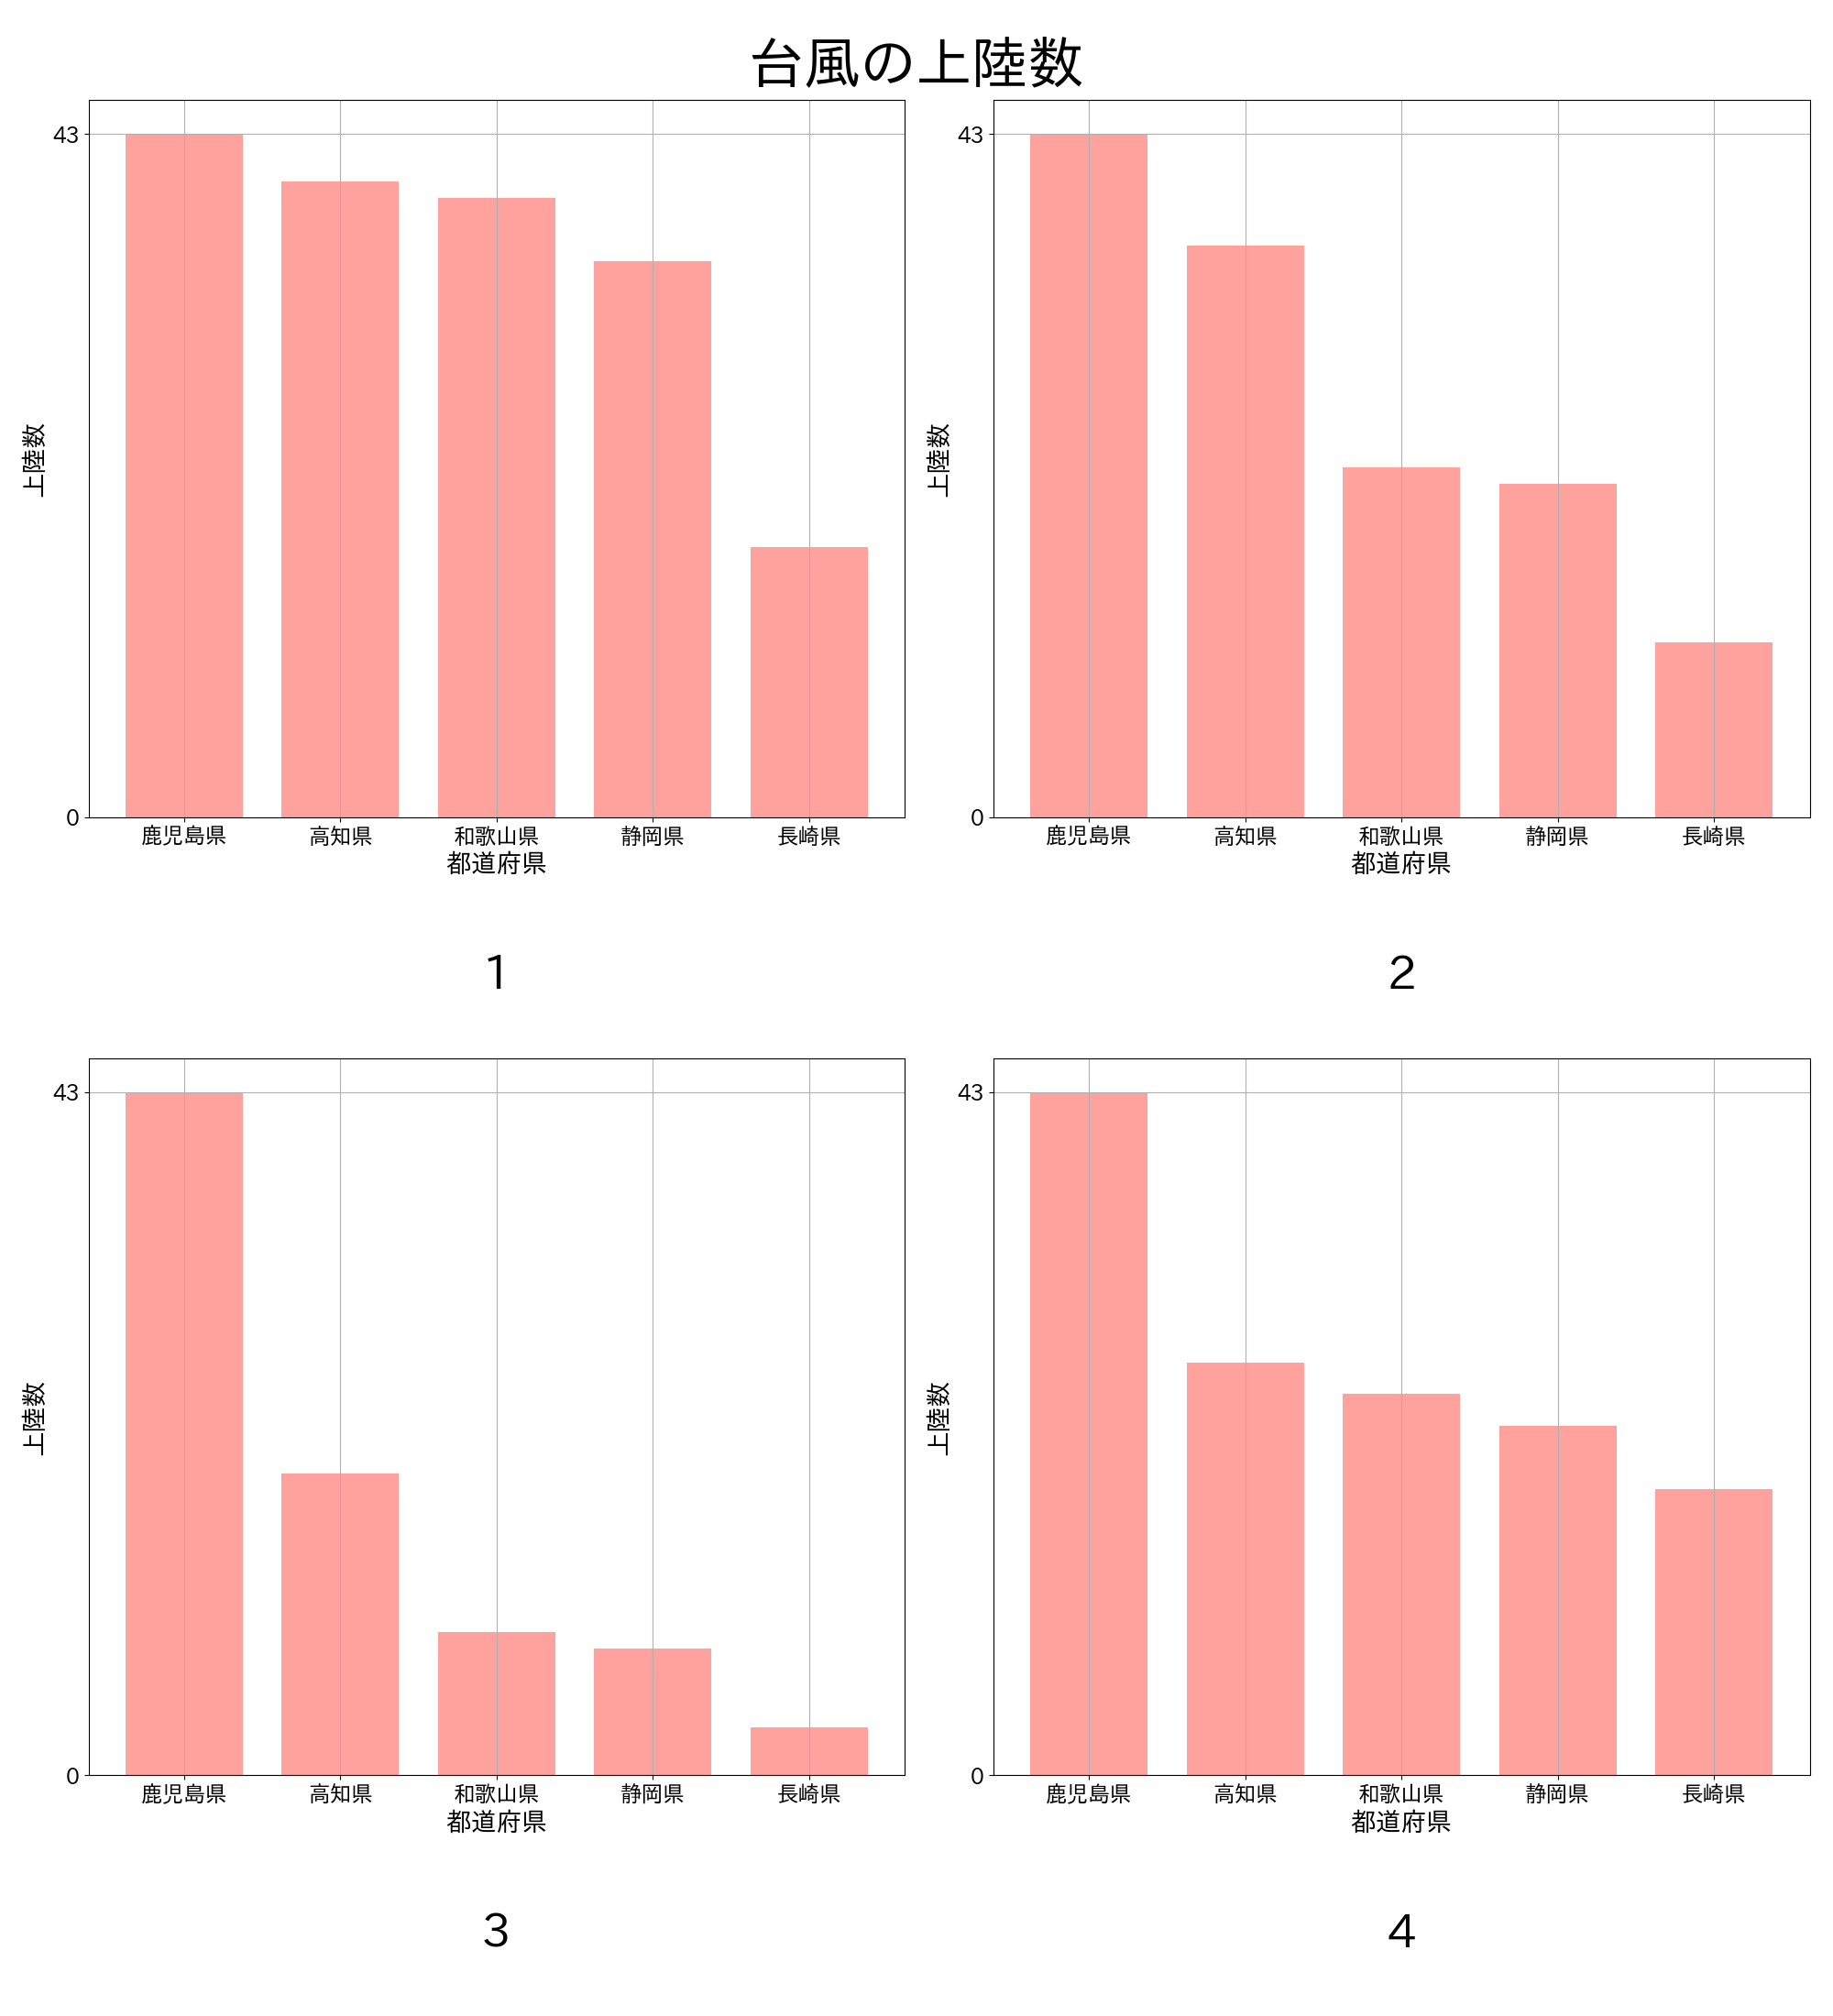 台風の上陸数
43
0
上陸数
鹿児島県 高知県 和歌山県 静岡県 長崎県
都道府県
1
43
0
上陸数
鹿児島県 高知県 和歌山県 静岡県 長崎県
都道府県
2
43
0
上陸数
鹿児島県 高知県 和歌山県 静岡県 長崎県
都道府県
3
43
0
上陸数
鹿児島県 高知県 和歌山県 静岡県 長崎県
都道府県
4